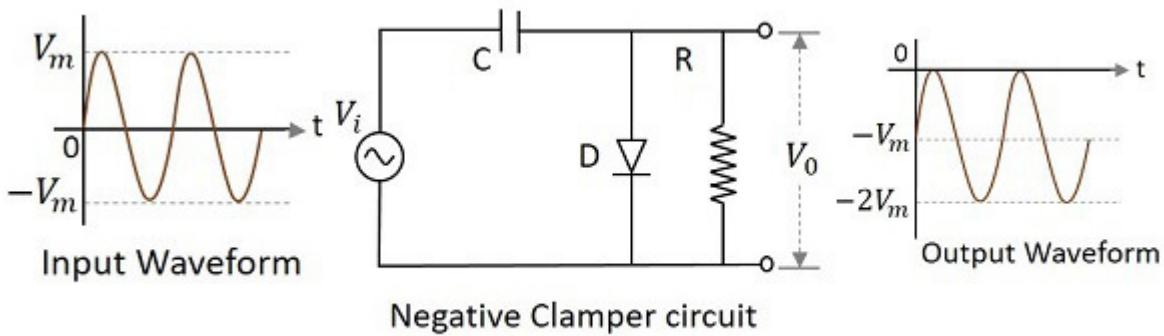 Vₘ
0
−Vₘ
t
Input Waveform
Vᵢ
C
R
D
V₀
Negative Clamper circuit
0
t
−Vₘ
−2Vₘ
Output Waveform